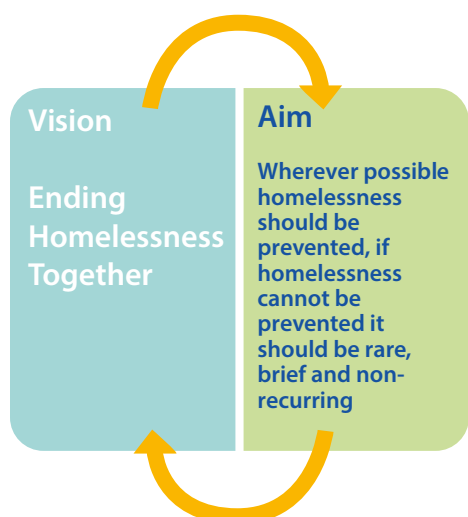 Vision
Ending
Homelessness
Together
Aim
Wherever possible
homelessness
should be
prevented, if
homelessness
cannot be
prevented it
should be rare,
brief and non-
recurring